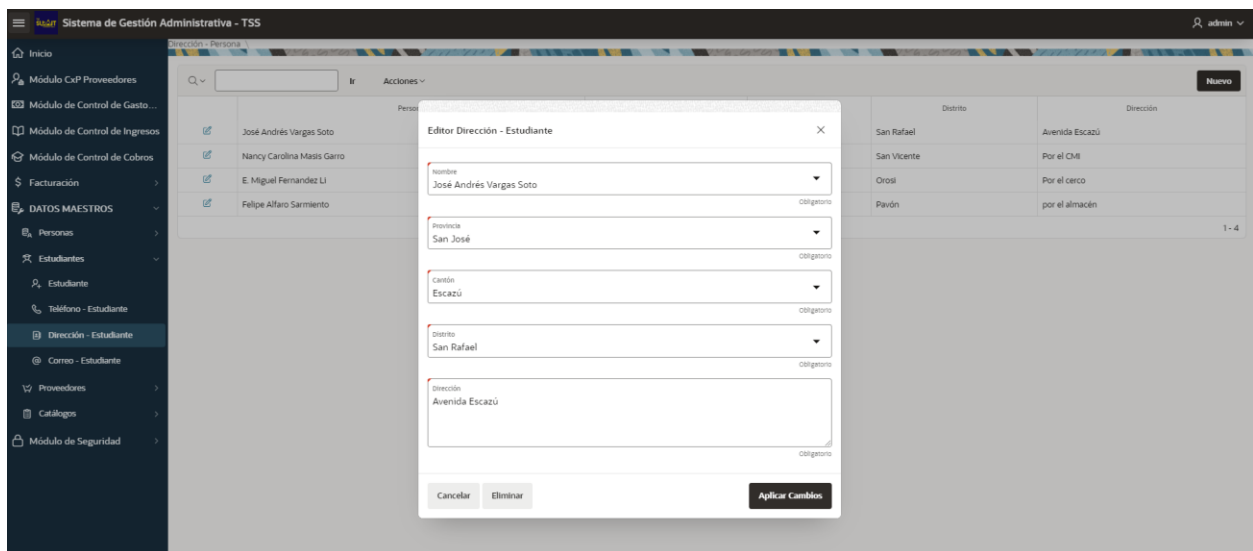 Sistema de Gestión Administrativa - TSS
admin
Dirección - Persona \
Inicio
Módulo CxP Proveedores
Módulo de Control de Gasto...
Módulo de Control de Ingresos
Módulo de Control de Cobros
Facturación
DATOS MAESTROS
Personas
Estudiantes
Estudiante
Teléfono - Estudiante
Dirección - Estudiante
Correo - Estudiante
Proveedores
Catálogos
Módulo de Seguridad
Ir
Acciones
Nuevo
Distrito
Dirección
José Andrés Vargas Soto
San Rafael
Avenida Escazú
Nancy Carolina Masis Garro
San Vicente
Por el CMI
E. Miguel Fernandez Li
Orosi
Por el cerco
Felipe Alfaro Sarmiento
Pavón
por el almacén
1 - 4
Editor Dirección - Estudiante
Nombre
José Andrés Vargas Soto
Obligatorio
Provincia
San José
Obligatorio
Cantón
Escazú
Obligatorio
Distrito
San Rafael
Obligatorio
Dirección
Avenida Escazú
Obligatorio
Cancelar
Eliminar
Aplicar Cambios